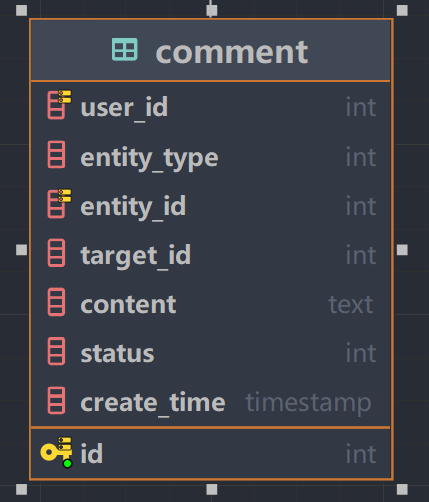 comment
user_id int
entity_type int
entity_id int
target_id int
content text
status int
create_time timestamp
id int